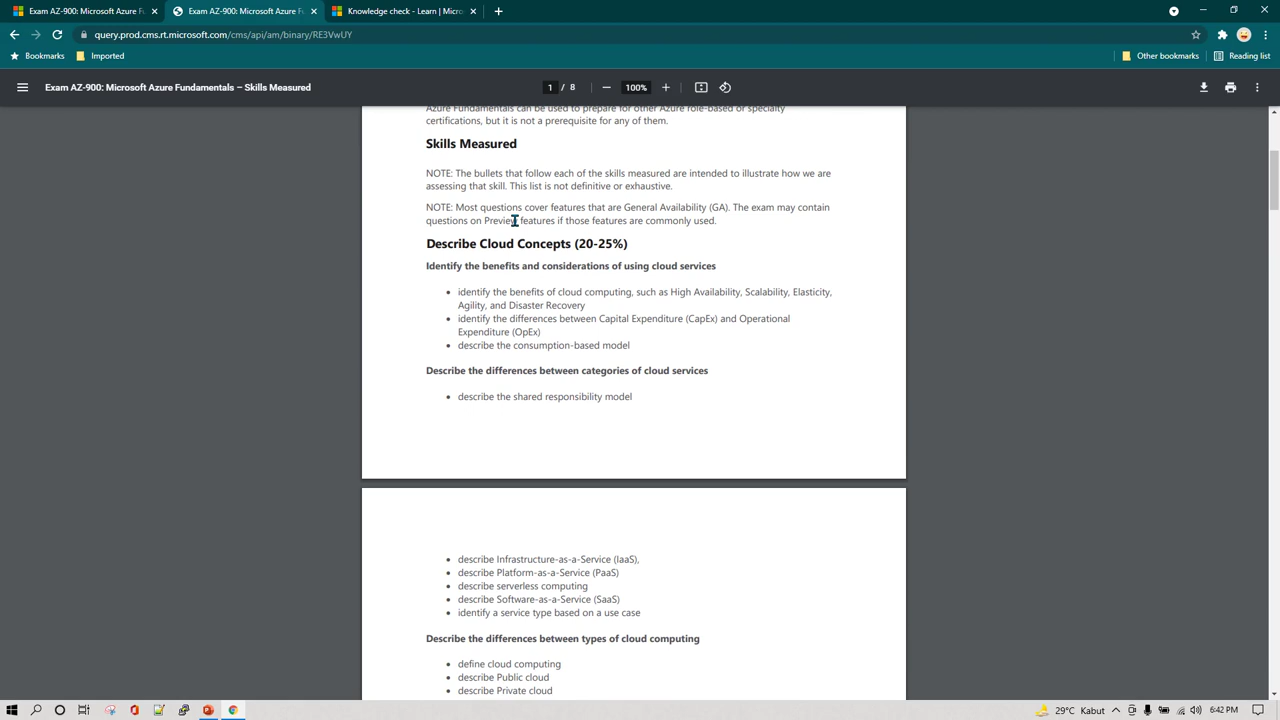 Exam AZ-900: Microsoft Azure Fu
Exam AZ-900: Microsoft Azure F
Knowledge check - Learn | Micros
query.prod.cms.rt.microsoft.com/cms/api/am/binary/RE3VwUY
Bookmarks
Imported
Other bookmarks
Reading list
Exam AZ-900: Microsoft Azure Fundamentals – Skills Measured
1 / 8
100%
Azure Fundamentals can be used to prepare for other Azure role-based or specialty
certifications, but it is not a prerequisite for any of them.
Skills Measured
NOTE: The bullets that follow each of the skills measured are intended to illustrate how we are
assessing that skill. This list is not definitive or exhaustive.
NOTE: Most questions cover features that are General Availability (GA). The exam may contain
questions on Preview features if those features are commonly used.
Describe Cloud Concepts (20-25%)
Identify the benefits and considerations of using cloud services
• identify the benefits of cloud computing, such as High Availability, Scalability, Elasticity,
Agility, and Disaster Recovery
• identify the differences between Capital Expenditure (CapEx) and Operational
Expenditure (OpEx)
• describe the consumption-based model
Describe the differences between categories of cloud services
• describe the shared responsibility model
• describe Infrastructure-as-a-Service (IaaS),
• describe Platform-as-a-Service (PaaS)
• describe serverless computing
• describe Software-as-a-Service (SaaS)
• identify a service type based on a use case
Describe the differences between types of cloud computing
• define cloud computing
• describe Public cloud
• describe Private cloud
29°C Kabut
6:42 PM